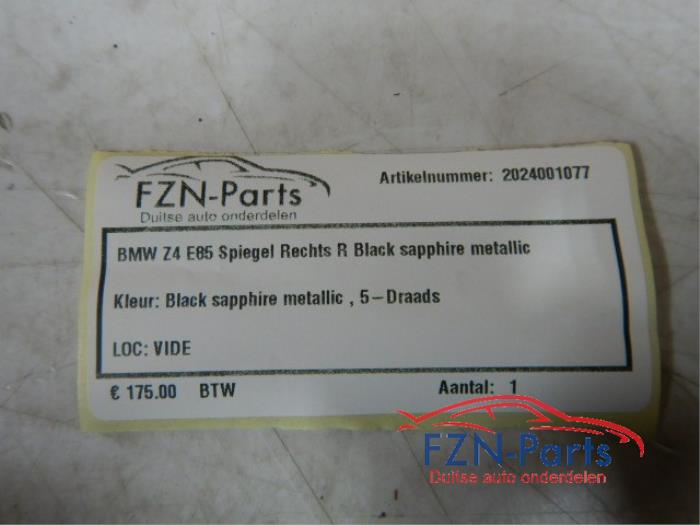 FZN-Parts
Duitse auto onderdelen
Artikelnummer: 2024001077
BMW Z4 E85 Spiegel Rechts R Black sapphire metallic
Kleur: Black sapphire metallic , 5-Draads
LOC: VIDE
€ 175.00 BTW
Aantal: 1
FZN-Parts
Duitse auto onderdelen